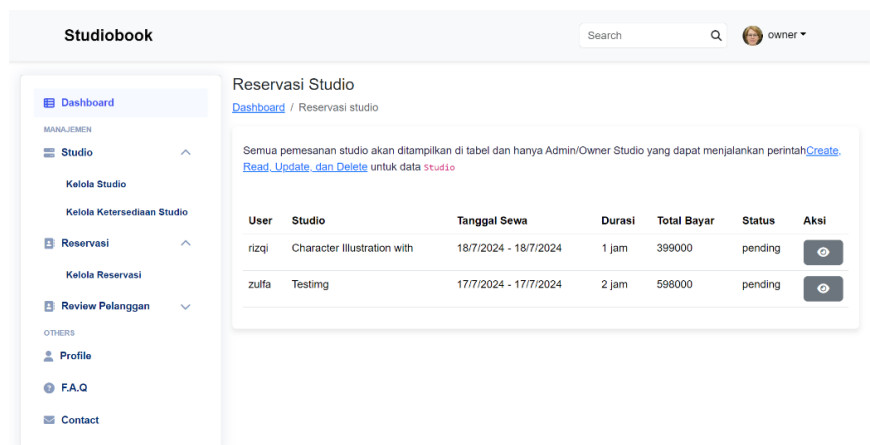 Studiobook
Search
owner
Dashboard
MANAJEMEN
Studio
Kelola Studio
Kelola Ketersediaan Studio
Reservasi
Kelola Reservasi
Review Pelanggan
OTHERS
Profile
F.A.Q
Contact
Reservasi Studio
Dashboard / Reservasi studio
Semua pemesanan studio akan ditampilkan di tabel dan hanya Admin/Owner Studio yang dapat menjalankan perintahCreate,
Read, Update, dan Delete untuk data Studio
User Studio Tanggal Sewa Durasi Total Bayar Status Aksi
rizqi Character Illustration with 18/7/2024 - 18/7/2024 1 jam 399000 pending
zulfa Testimg 17/7/2024 - 17/7/2024 2 jam 598000 pending